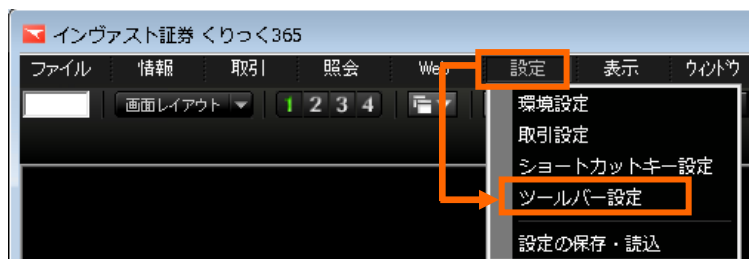 インヴァスト証券 くりっく365
ファイル 情報 取引 照会 Web 設定 表示 ウィンドウ
画面レイアウト 1 2 3 4
環境設定
取引設定
ショートカットキー設定
ツールバー設定
設定の保存・読込